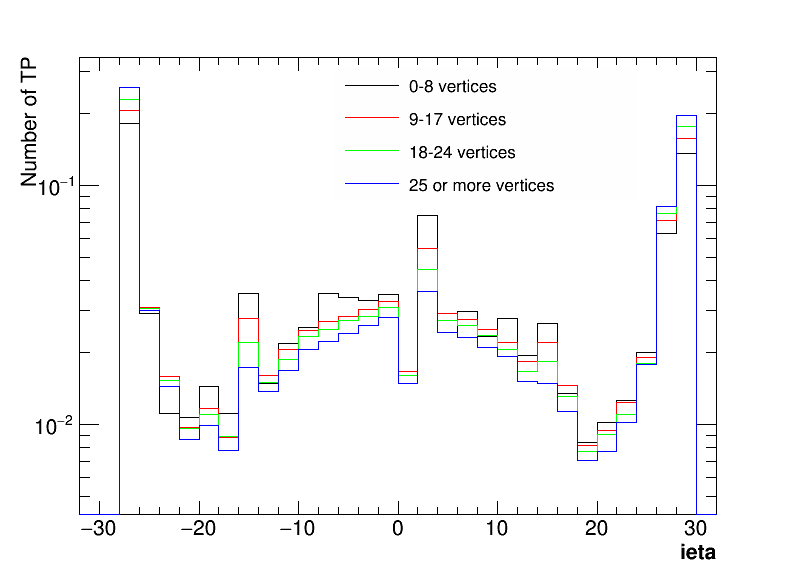 Number of TP
0-8 vertices
9-17 vertices
18-24 vertices
25 or more vertices
10⁻¹
10⁻²
−30 −20 −10 0 10 20 30
ieta